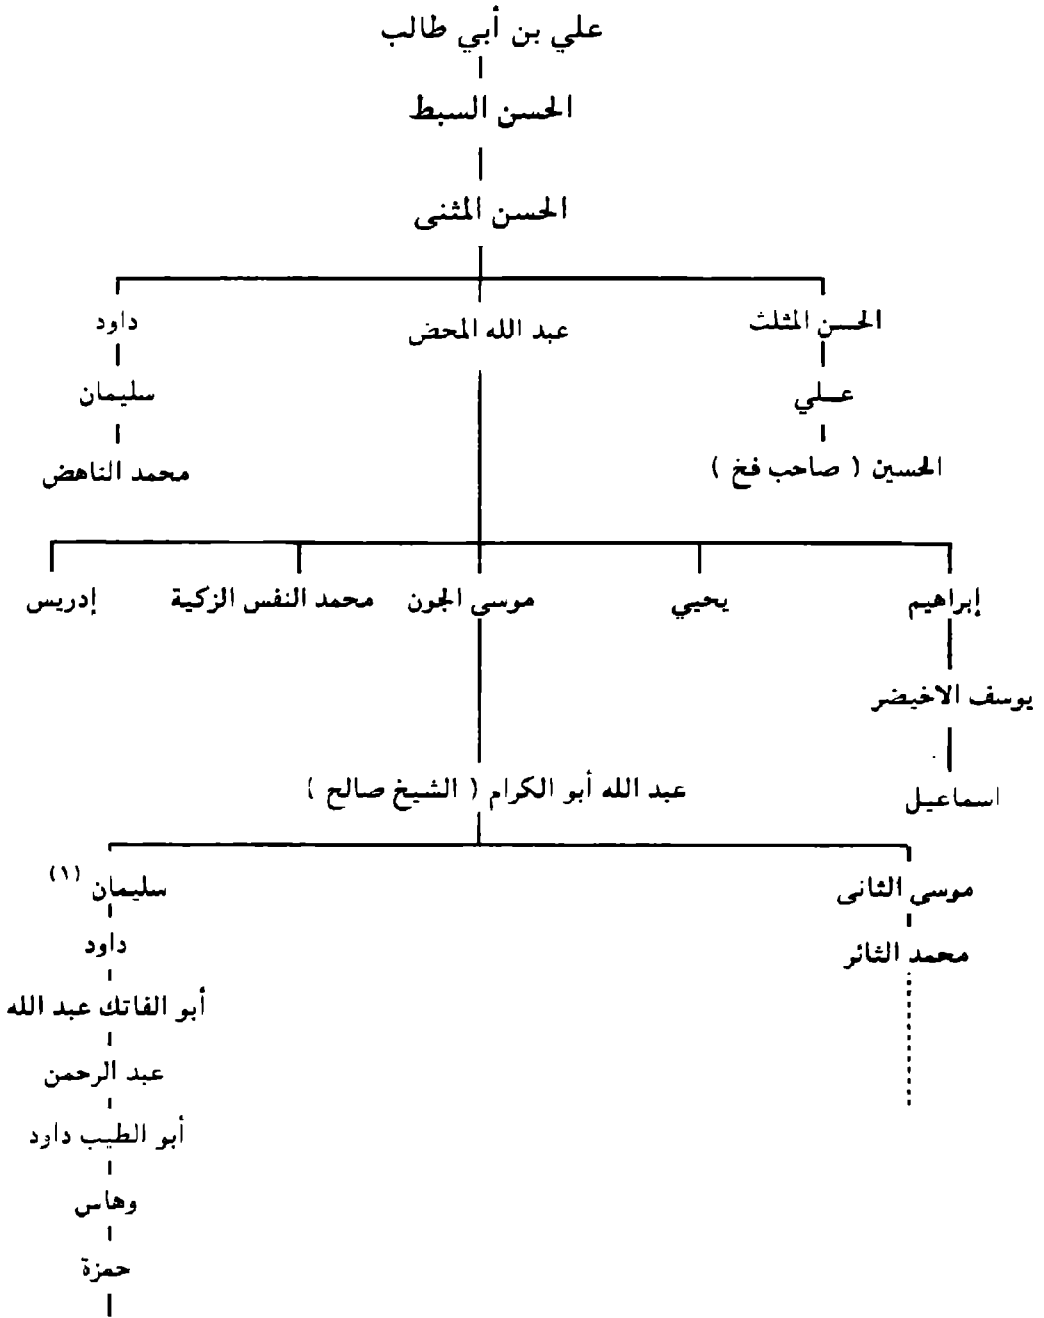 علي بن أبي طالب
الحسن السبط
الحسن المثنى
الحسن المثلث
عبد الله المحض
داود
علي
سليمان
الحسين ( صاحب فخ )
محمد الناهض
إبراهيم
يحيي
موسى الجون
محمد النفس الزكية
إدريس
يوسف الاخيضر
اسماعيل
عبد الله أبو الكرام ( الشيخ صالح )
موسى الثانى
سليمان (١)
محمد الثائر
داود
أبو الفاتك عبد الله
عبد الرحمن
أبو الطيب داود
وهاس
حمزة